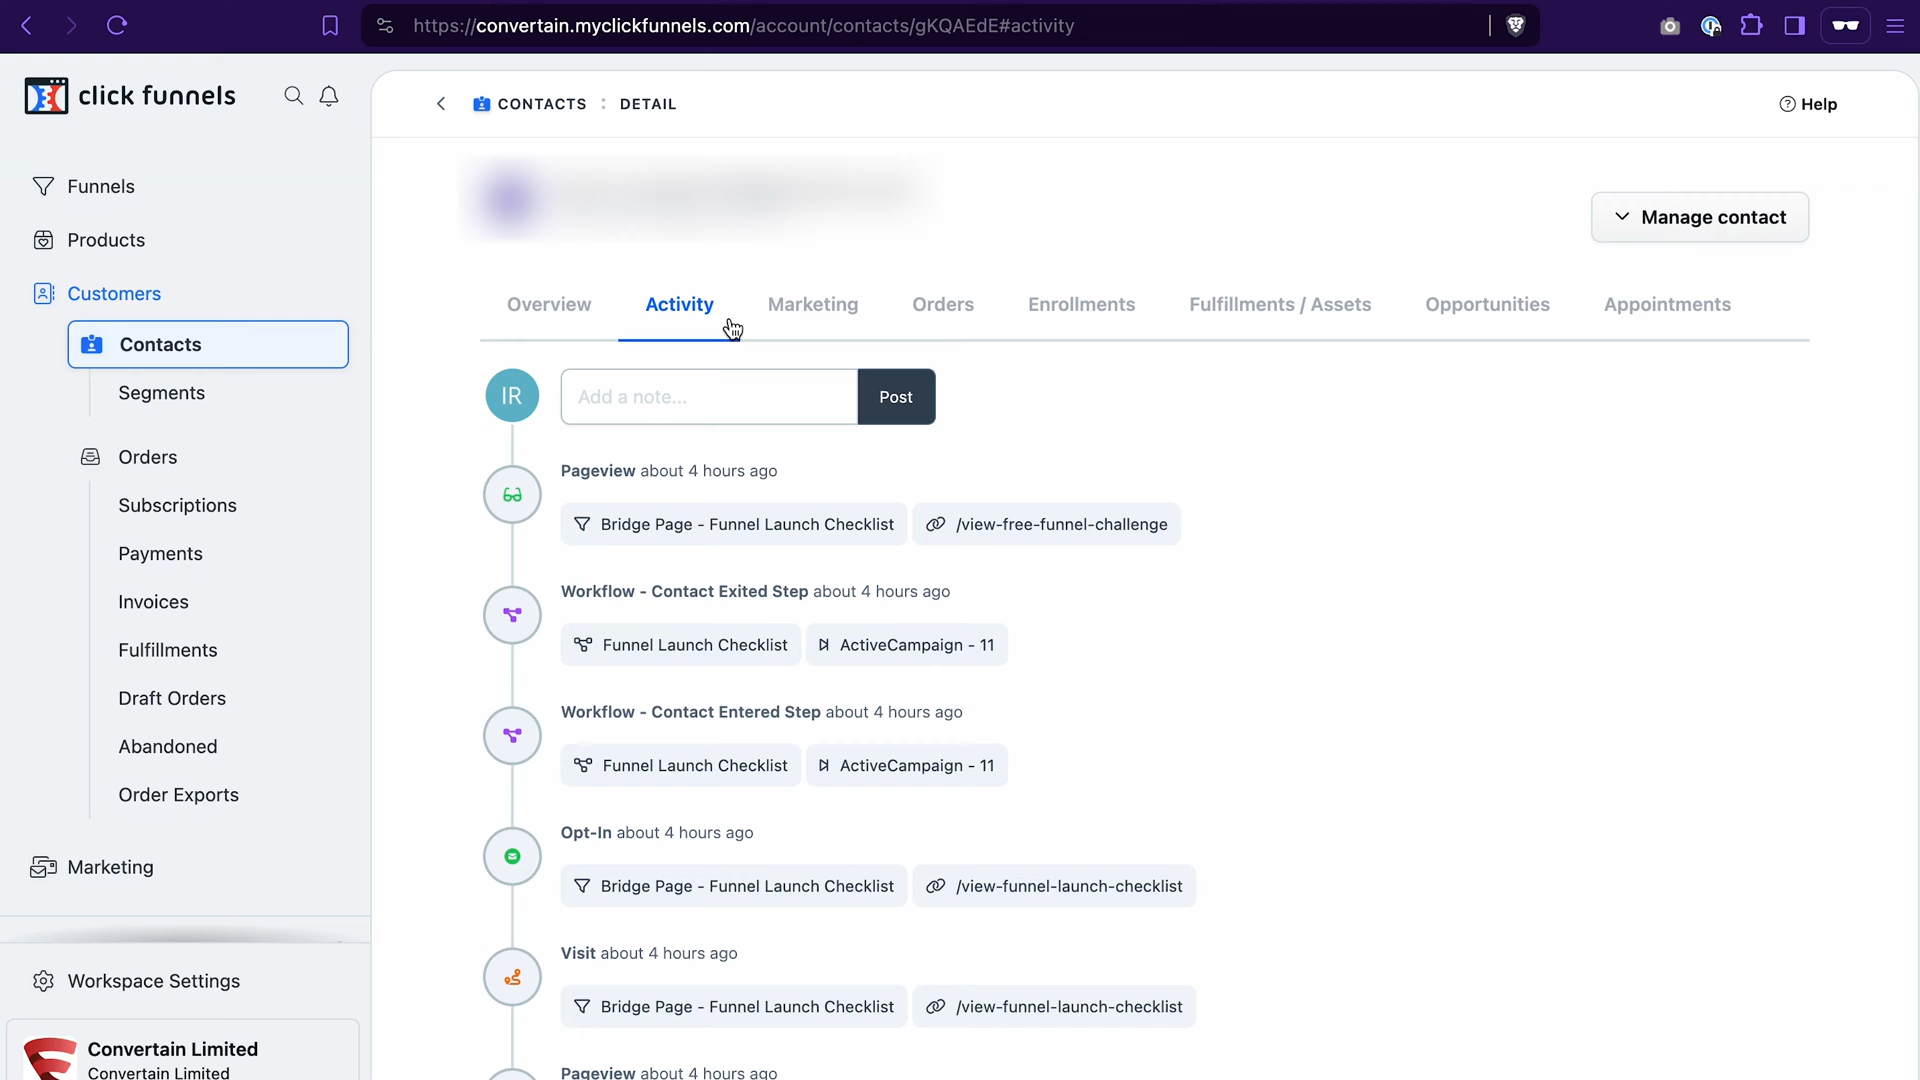 https://convertain.myclickfunnels.com/account/contacts/gKQAEdE#activity
click funnels
CONTACTS : DETAIL
Help
Funnels
Products
Customers
Contacts
Segments
Orders
Subscriptions
Payments
Invoices
Fulfillments
Draft Orders
Abandoned
Order Exports
Marketing
Workspace Settings
Convertain Limited
Convertain Limited
Manage contact
Overview Activity Marketing Orders Enrollments Fulfillments / Assets Opportunities Appointments
IR
Add a note... Post
Pageview about 4 hours ago
Bridge Page - Funnel Launch Checklist /view-free-funnel-challenge
Workflow - Contact Exited Step about 4 hours ago
Funnel Launch Checklist ActiveCampaign - 11
Workflow - Contact Entered Step about 4 hours ago
Funnel Launch Checklist ActiveCampaign - 11
Opt-In about 4 hours ago
Bridge Page - Funnel Launch Checklist /view-funnel-launch-checklist
Visit about 4 hours ago
Bridge Page - Funnel Launch Checklist /view-funnel-launch-checklist
Pageview about 4 hours ago